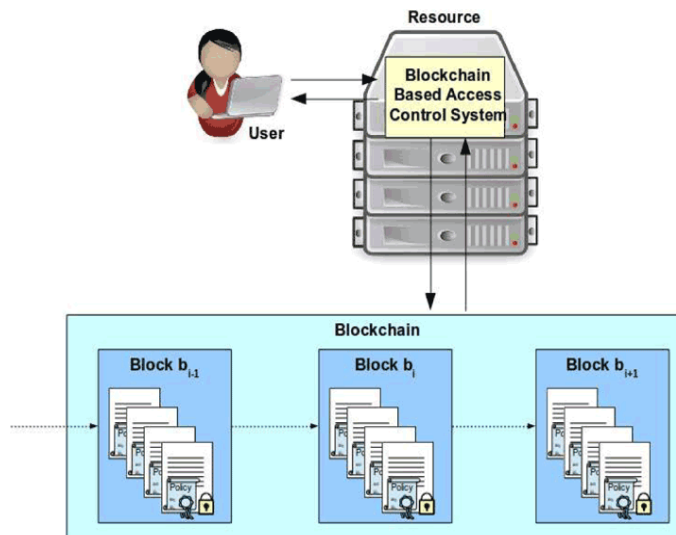 Resource
Blockchain
Based Access
Control System
User
Blockchain
Block b i-1
Block b i
Block b i+1
Policy
Policy
Policy